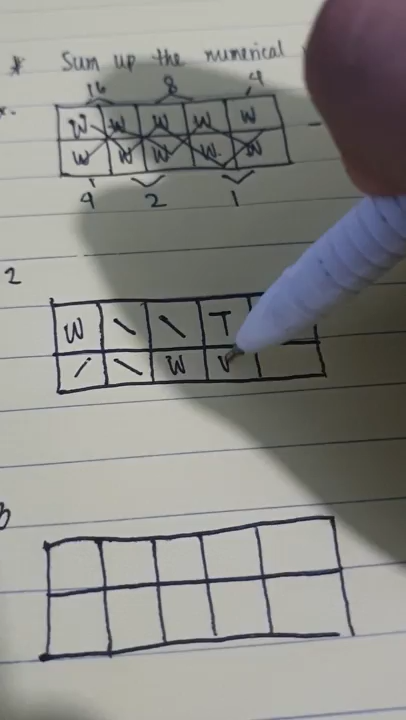 * Sum up the numerical
16 8 4
W W W W W
W W W W W
4 2 1
2
W \ \ T
/ \ W
3